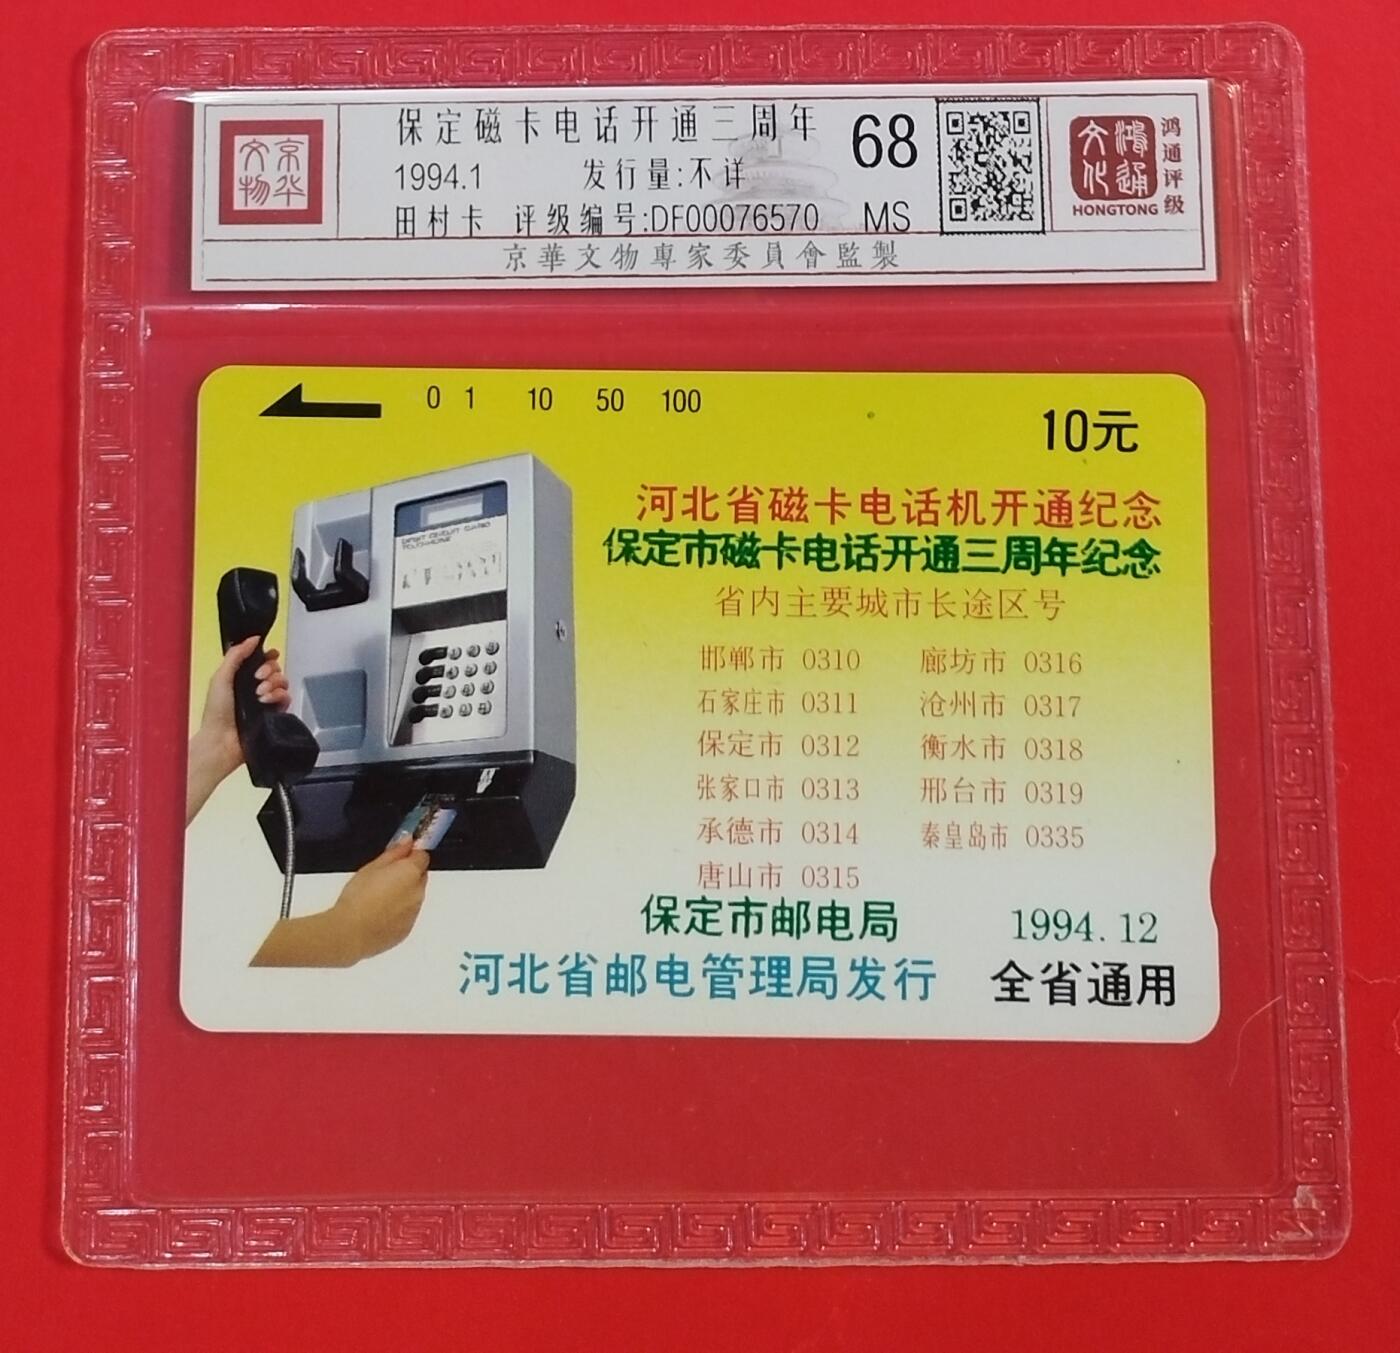 京华
文物
保定磁卡电话开通三周年
1994.1 发行量:不详
田村卡 评级编号:DF00076570
68
MS
鸿通
文化
HONGTONG
鸿通评级
京華文物專家委員會監製
0 1 10 50 100
10元
河北省磁卡电话机开通纪念
保定市磁卡电话开通三周年纪念
省内主要城市长途区号
邯郸市 0310 廊坊市 0316
石家庄市 0311 沧州市 0317
保定市 0312 衡水市 0318
张家口市 0313 邢台市 0319
承德市 0314 秦皇岛市 0335
唐山市 0315
保定市邮电局 1994.12
河北省邮电管理局发行 全省通用